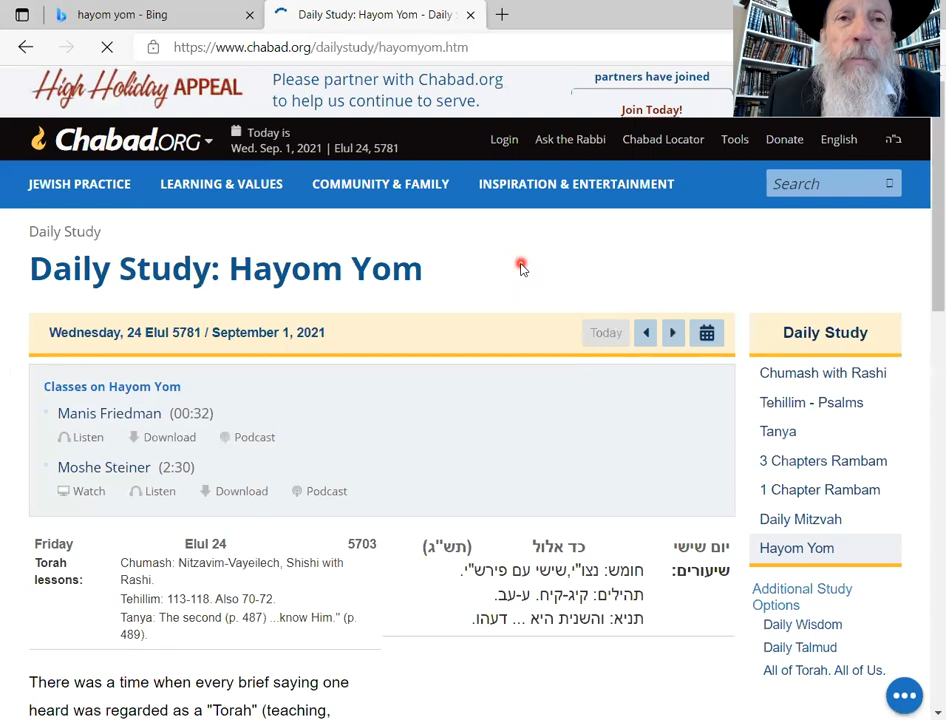 hayom yom - Bing
Daily Study: Hayom Yom - Daily
https://www.chabad.org/dailystudy/hayomyom.htm
High Holiday APPEAL
Please partner with Chabad.org
to help us continue to serve.
partners have joined
Join Today!
Chabad.ORG
Today is
Wed. Sep. 1, 2021 | Elul 24, 5781
Login Ask the Rabbi Chabad Locator Tools Donate English ב"ה
JEWISH PRACTICE LEARNING & VALUES COMMUNITY & FAMILY INSPIRATION & ENTERTAINMENT Search
Daily Study
Daily Study: Hayom Yom
Wednesday, 24 Elul 5781 / September 1, 2021
Today
Classes on Hayom Yom
Manis Friedman (00:32)
Listen Download Podcast
Moshe Steiner (2:30)
Watch Listen Download Podcast
Friday Elul 24 5703
Torah lessons:
Chumash: Nitzavim-Vayeilech, Shishi with
Rashi.
Tehillim: 113-118. Also 70-72.
Tanya: The second (p. 487) ...know Him." (p.
489).
יום שישי כד אלול (תש"ג)
שיעורים: חומש: נצו"י,שישי עם פירש"י.
תהילים: קיג-קיח. ע-עב.
תניא: והשנית היא ... דעהו.
There was a time when every brief saying one
heard was regarded as a "Torah" (teaching,
Daily Study
Chumash with Rashi
Tehillim - Psalms
Tanya
3 Chapters Rambam
1 Chapter Rambam
Daily Mitzvah
Hayom Yom
Additional Study
Options
Daily Wisdom
Daily Talmud
All of Torah. All of Us.